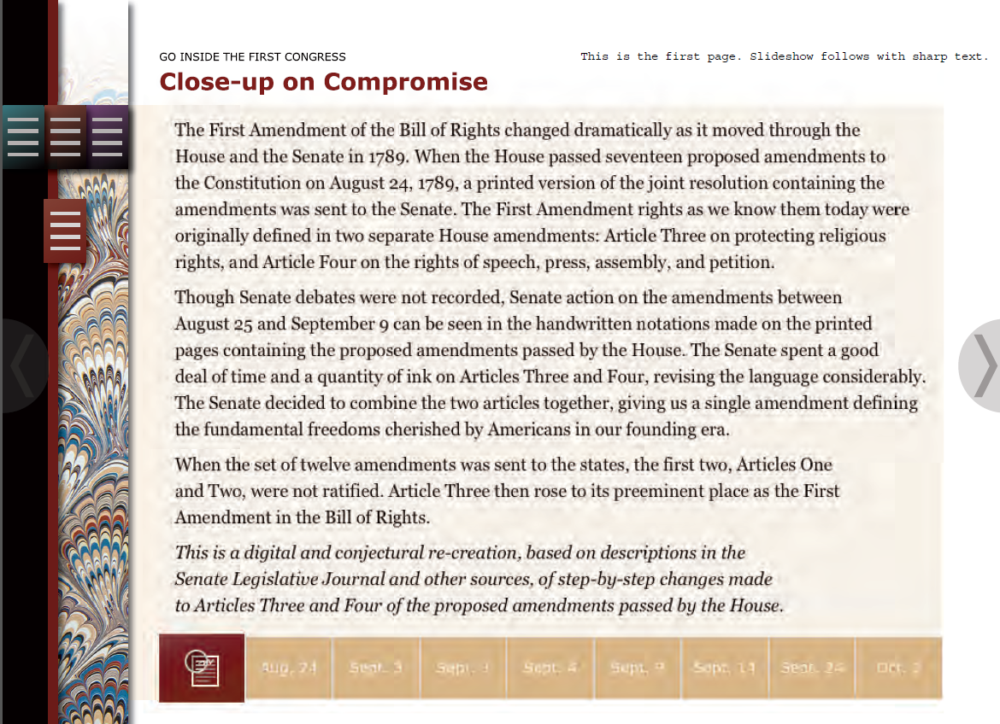 GO INSIDE THE FIRST CONGRESS
This is the first page. Slideshow follows with sharp text.
Close-up on Compromise
The First Amendment of the Bill of Rights changed dramatically as it moved through the
House and the Senate in 1789. When the House passed seventeen proposed amendments to
the Constitution on August 24, 1789, a printed version of the joint resolution containing the
amendments was sent to the Senate. The First Amendment rights as we know them today were
originally defined in two separate House amendments: Article Three on protecting religious
rights, and Article Four on the rights of speech, press, assembly, and petition.
Though Senate debates were not recorded, Senate action on the amendments between
August 25 and September 9 can be seen in the handwritten notations made on the printed
pages containing the proposed amendments passed by the House. The Senate spent a good
deal of time and a quantity of ink on Articles Three and Four, revising the language considerably.
The Senate decided to combine the two articles together, giving us a single amendment defining
the fundamental freedoms cherished by Americans in our founding era.
When the set of twelve amendments was sent to the states, the first two, Articles One
and Two, were not ratified. Article Three then rose to its preeminent place as the First
Amendment in the Bill of Rights.
This is a digital and conjectural re-creation, based on descriptions in the
Senate Legislative Journal and other sources, of step-by-step changes made
to Articles Three and Four of the proposed amendments passed by the House.
Aug. 24
Sept. 3
Sept.
Sept. 4
Sept. 9
Sept. 14
Sept. 24
Oct. 2